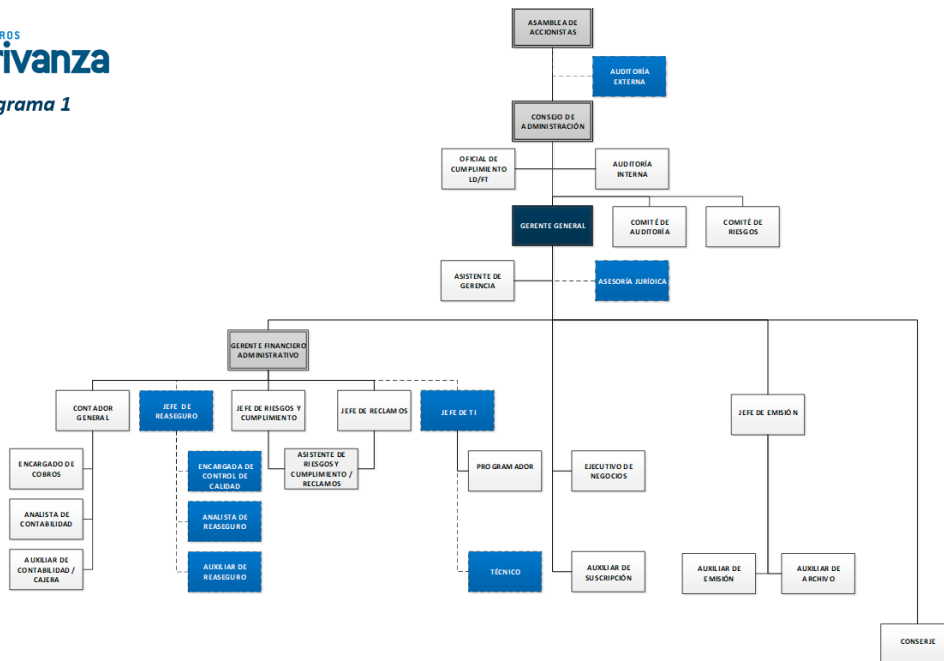 ROS
rivanza
grama 1
ASAMBLEA DE
ACCIONISTAS
AUDITORÍA
EXTERNA
CONSEJO DE
ADMINISTRACIÓN
OFICIAL DE
CUMPLIMIENTO
LD/FT
AUDITORÍA
INTERNA
GERENTE GENERAL
COMITÉ DE
AUDITORÍA
COMITÉ DE
RIESGOS
ASISTENTE DE
GERENCIA
ASESORÍA JURÍDICA
GERENTE FINANCIERO
ADMINISTRATIVO
CONTADOR
GENERAL
JEFE DE
REASEGURO
JEFE DE RIESGOS Y
CUMPLIMIENTO
JEFE DE RECLAMOS
JEFE DE TI
JEFE DE EMISIÓN
ENCARGADO DE
COBROS
ENCARGADA DE
CONTROL DE
CALIDAD
ASISTENTE DE
RIESGOS Y
CUMPLIMIENTO /
RECLAMOS
PROGRAMADOR
EJECUTIVO DE
NEGOCIOS
ANALISTA DE
CONTABILIDAD
ANALISTA DE
REASEGURO
AUXILIAR DE
CONTABILIDAD /
CAJERA
AUXILIAR DE
REASEGURO
TÉCNICO
AUXILIAR DE
SUSCRIPCIÓN
AUXILIAR DE
EMISIÓN
AUXILIAR DE
ARCHIVO
CONSERJE